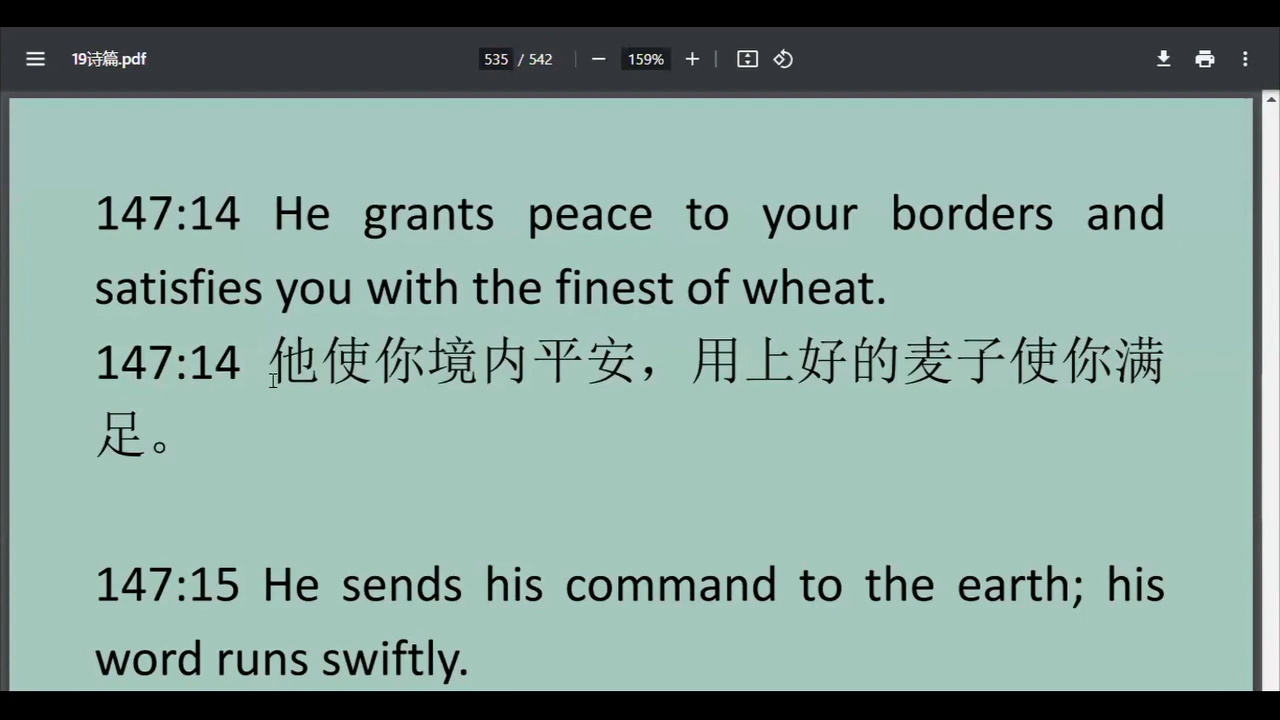 19诗篇.pdf
535 / 542
159%
147:14 He grants peace to your borders and
satisfies you with the finest of wheat.
147:14 他使你境内平安，用上好的麦子使你满
足。
147:15 He sends his command to the earth; his
word runs swiftly.